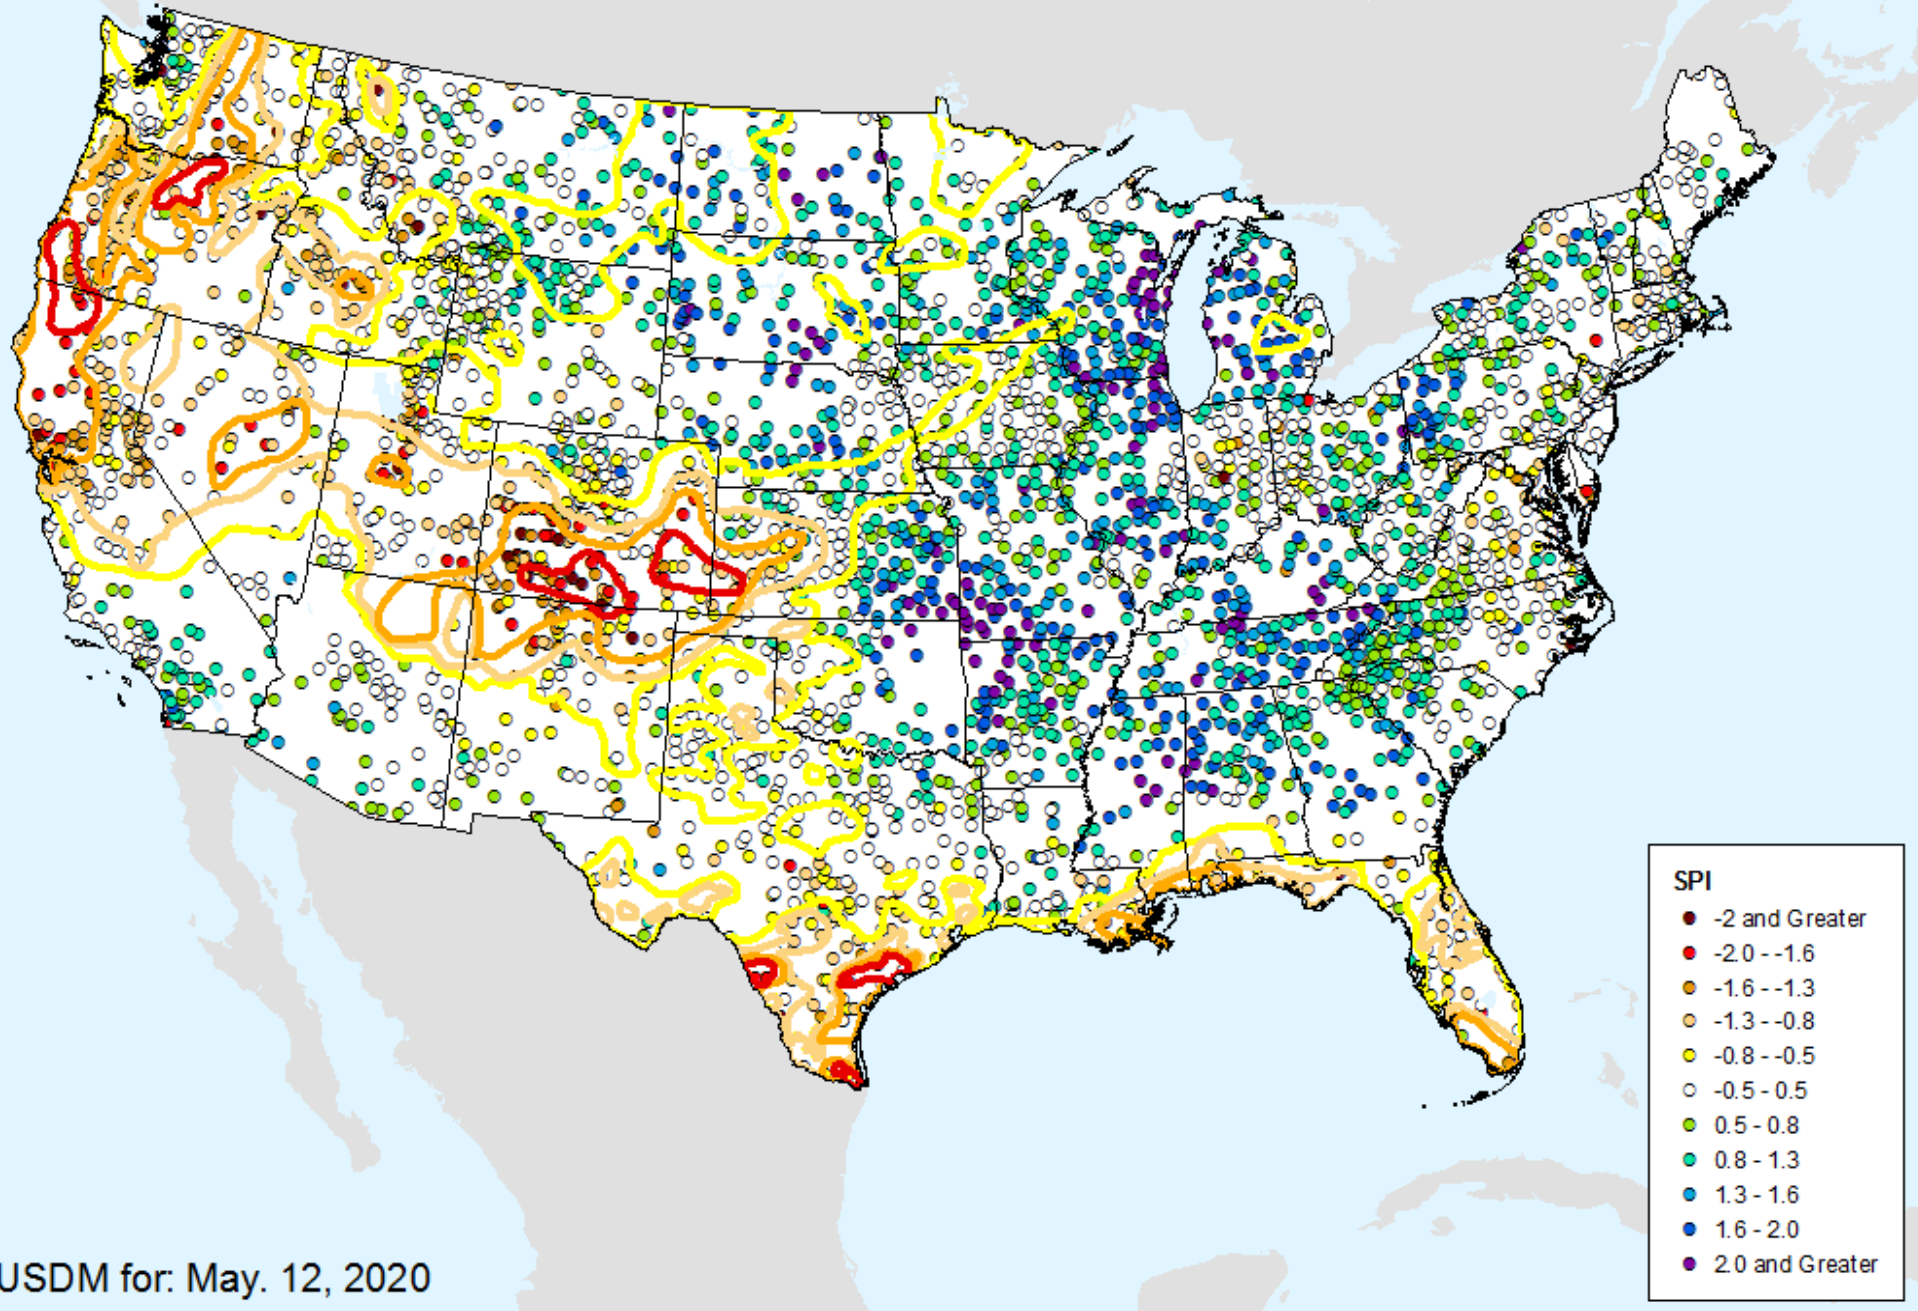 SPI
-2 and Greater
-2.0 - -1.6
-1.6 - -1.3
-1.3 - -0.8
-0.8 - -0.5
-0.5 - 0.5
0.5 - 0.8
0.8 - 1.3
1.3 - 1.6
1.6 - 2.0
2.0 and Greater
USDM for: May. 12, 2020